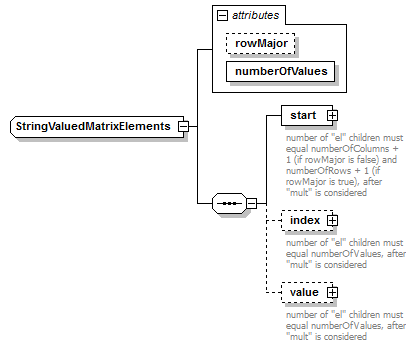 attributes
rowMajor
numberOfValues
StringValuedMatrixElements
start
number of "el" children must
equal numberOfColumns +
1 (if rowMajor is false) and
numberOfRows + 1 (if
rowMajor is true), after
"mult" is considered
index
number of "el" children must
equal numberOfValues, after
"mult" is considered
value
number of "el" children must
equal numberOfValues, after
"mult" is considered